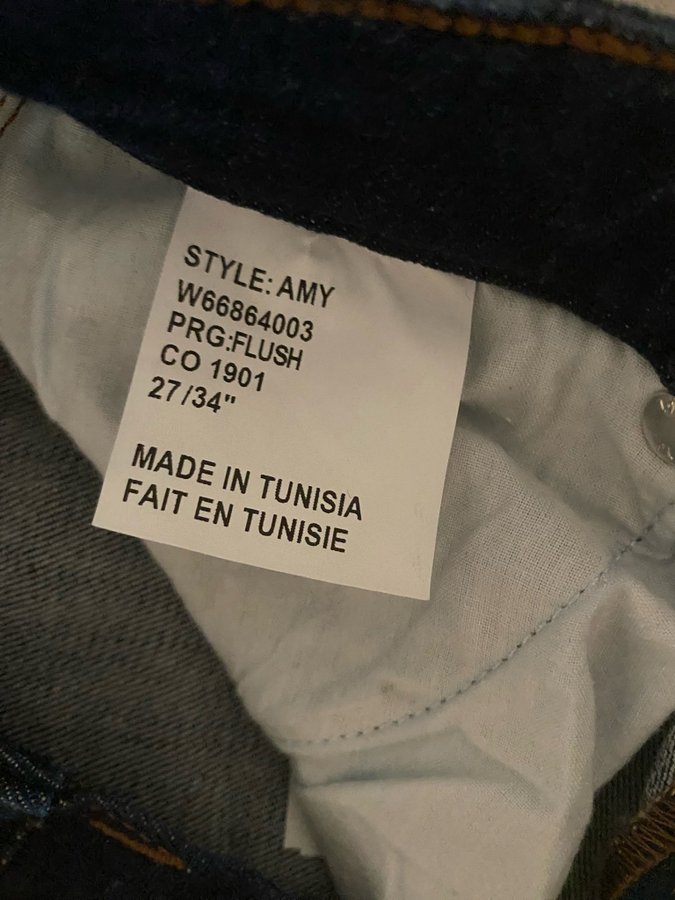 STYLE: AMY
W66864003
PRG:FLUSH
CO 1901
27/34"
MADE IN TUNISIA
FAIT EN TUNISIE